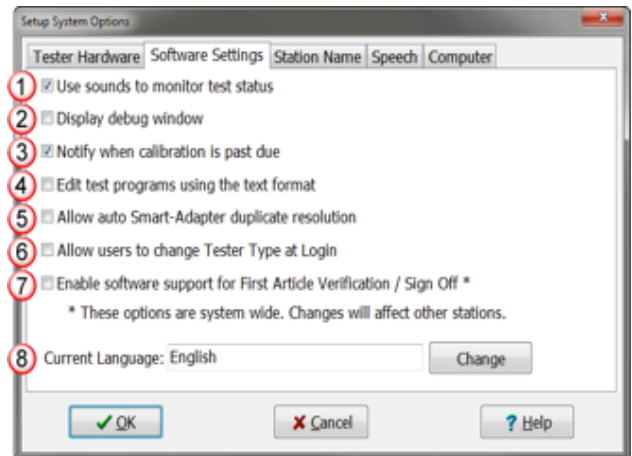 Setup System Options
Tester Hardware Software Settings Station Name Speech Computer
1 Use sounds to monitor test status
2 Display debug window
3 Notify when calibration is past due
4 Edit test programs using the text format
5 Allow auto Smart-Adapter duplicate resolution
6 Allow users to change Tester Type at Login
7 Enable software support for First Article Verification / Sign Off *
* These options are system wide. Changes will affect other stations.
8 Current Language: English Change
OK Cancel ? Help